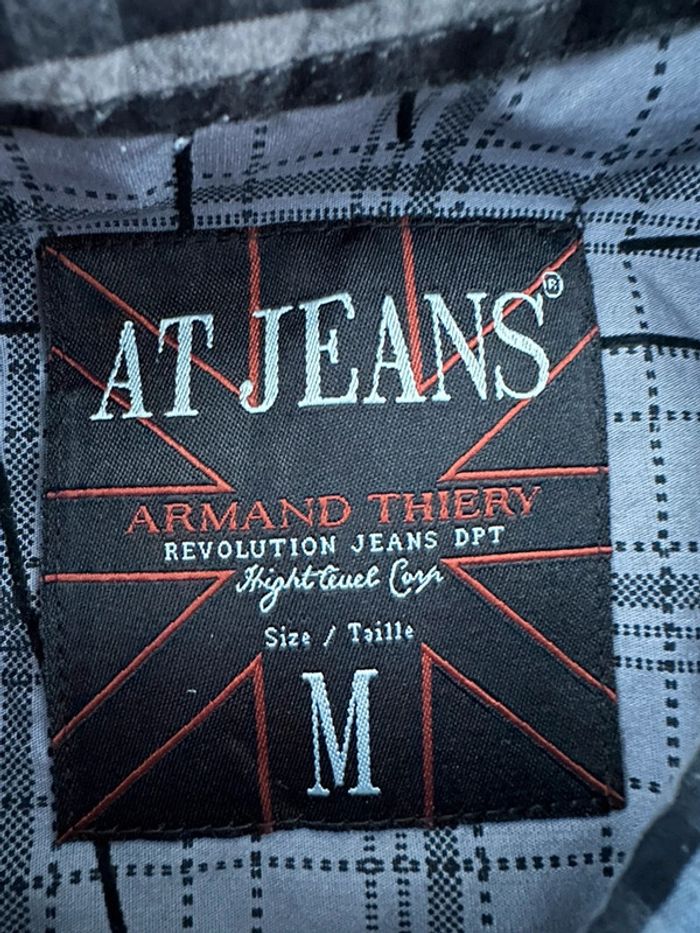 AT JEANS®
ARMAND THIERY
REVOLUTION JEANS DPT
Hight Level Corp
Size / Taille
M